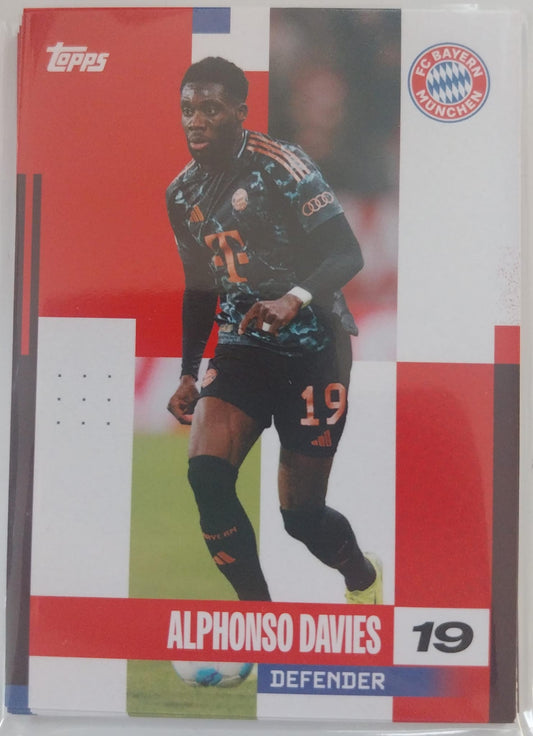 Topps
FC BAYERN
MÜNCHEN
T
19
ALPHONSO DAVIES
19
DEFENDER